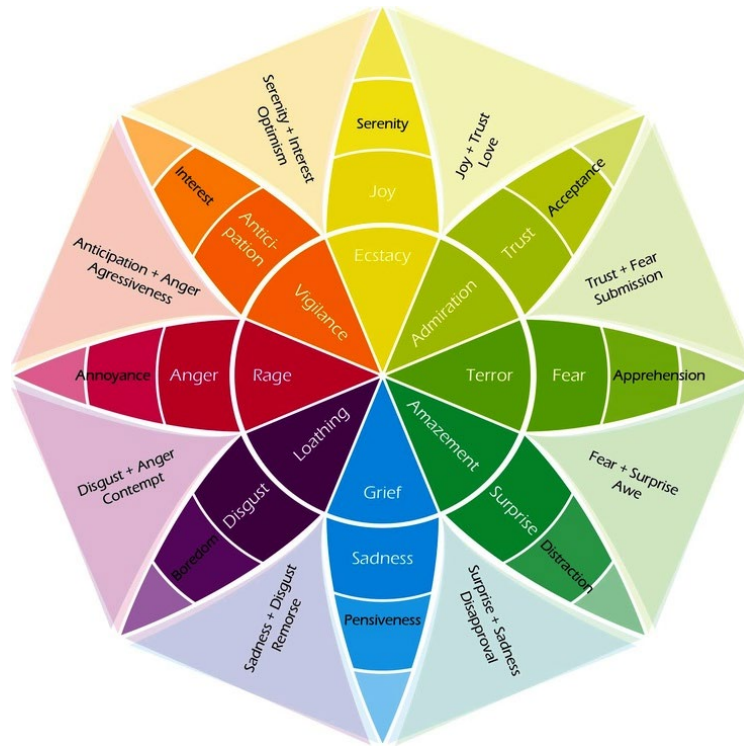 Serenity + Interest
Optimism
Serenity
Joy
Ecstacy
Joy + Trust
Love
Interest
Antici-
pation
Vigilance
Acceptance
Trust
Admiration
Anticipation + Anger
Agressiveness
Trust + Fear
Submission
Annoyance
Anger
Rage
Terror
Fear
Apprehension
Disgust + Anger
Contempt
Loathing
Disgust
Boredom
Amazement
Surprise
Distraction
Fear + Surprise
Awe
Grief
Sadness
Pensiveness
Sadness + Disgust
Remorse
Surprise + Sadness
Disapproval